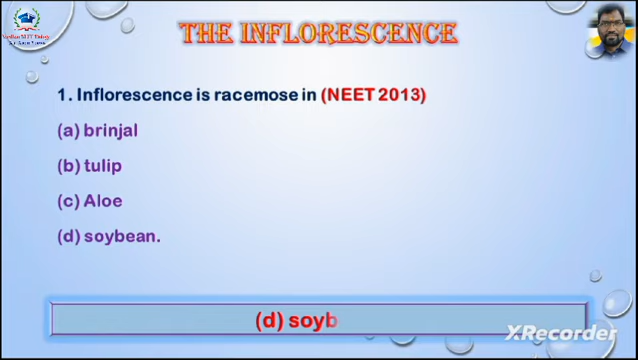 THE INFLORESCENCE
1. Inflorescence is racemose in (NEET 2013)
(a) brinjal
(b) tulip
(c) Aloe
(d) soybean.
(d) soyb
XRecorder